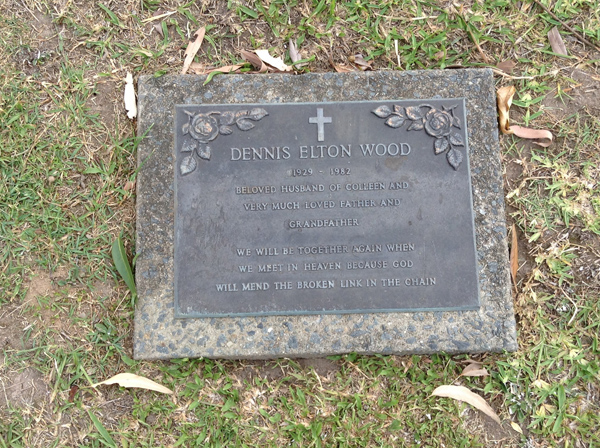 DENNIS ELTON WOOD
1929 - 1982
BELOVED HUSBAND OF COLLEEN AND
VERY MUCH LOVED FATHER AND
GRANDFATHER
WE WILL BE TOGETHER AGAIN WHEN
WE MEET IN HEAVEN BECAUSE GOD
WILL MEND THE BROKEN LINK IN THE CHAIN